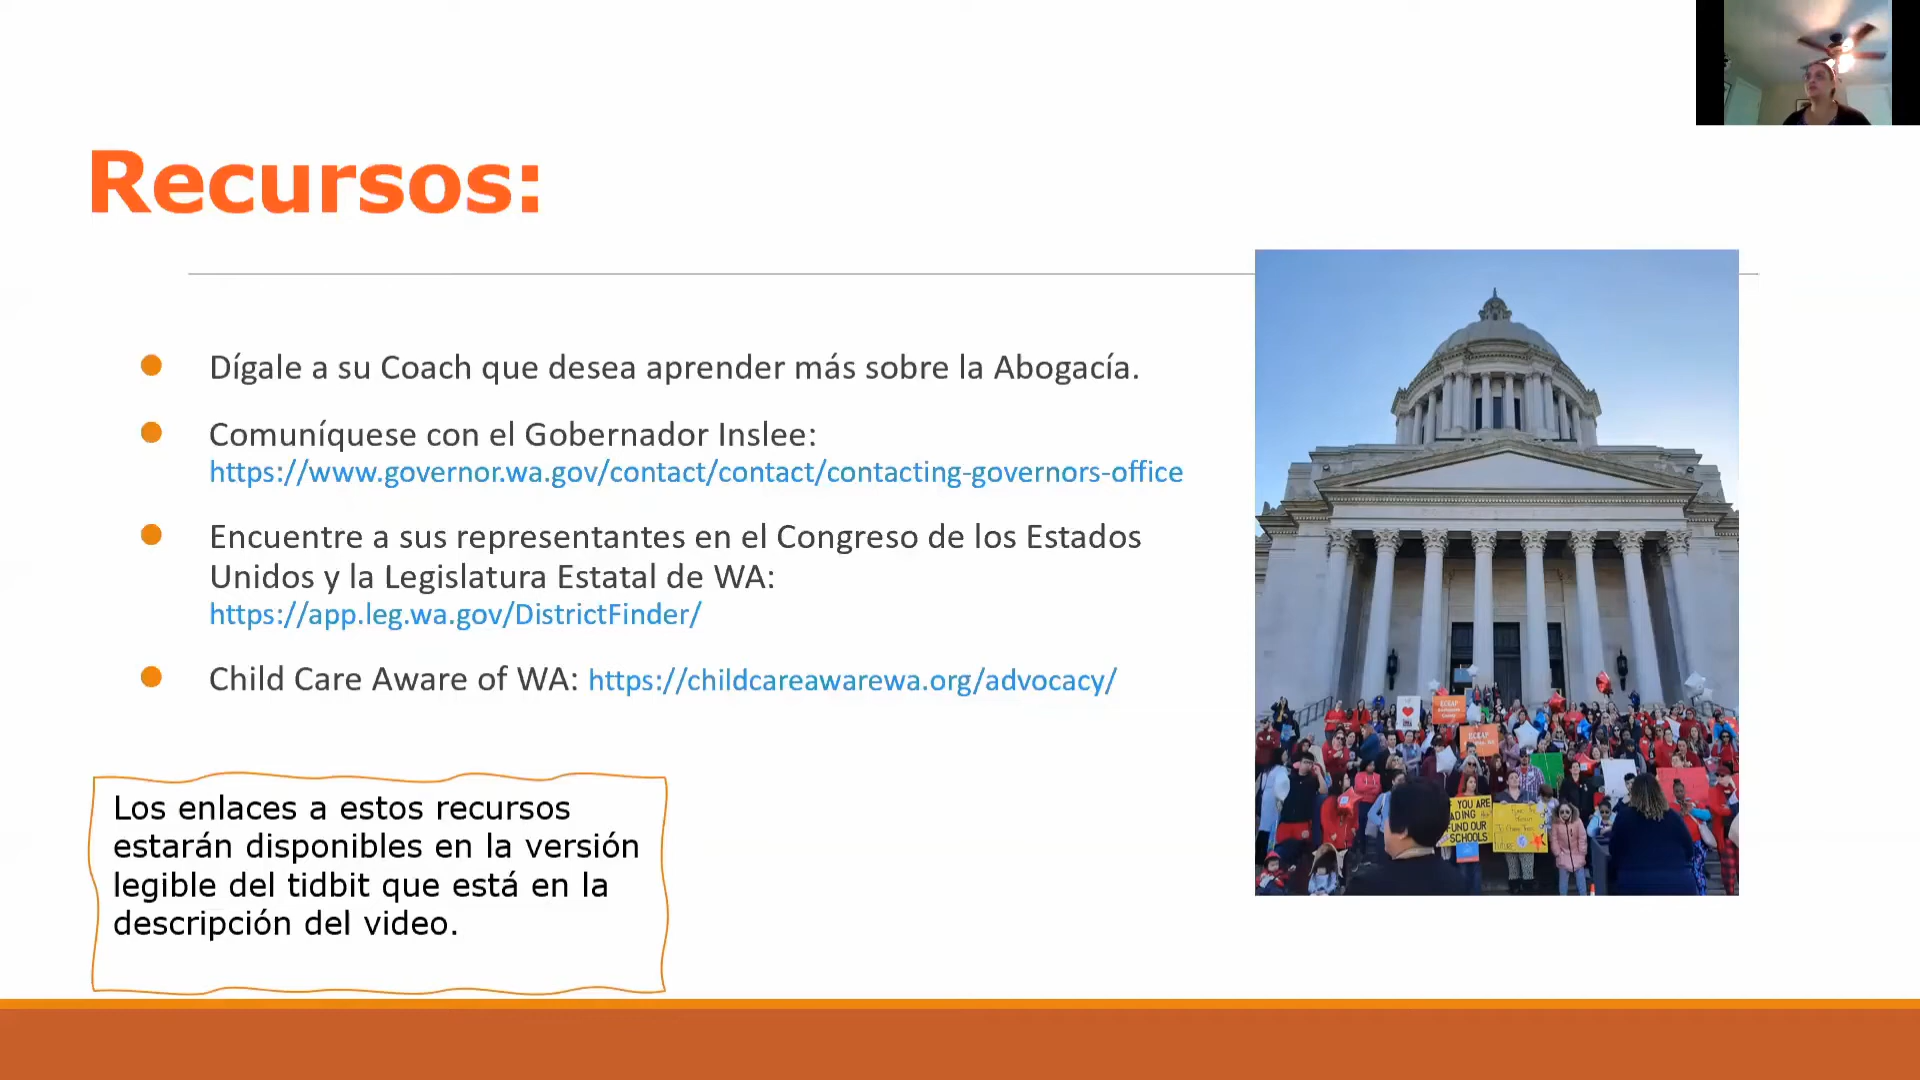 Recursos:
Dígale a su Coach que desea aprender más sobre la Abogacía.
Comuníquese con el Gobernador Inslee:
https://www.governor.wa.gov/contact/contact/contacting-governors-office
Encuentre a sus representantes en el Congreso de los Estados
Unidos y la Legislatura Estatal de WA:
https://app.leg.wa.gov/DistrictFinder/
Child Care Aware of WA: https://childcareawarewa.org/advocacy/
Los enlaces a estos recursos
estarán disponibles en la versión
legible del tidbit que está en la
descripción del video.
ECEAP
ECEAP
YOU ARE
ADING
FUND OUR
SCHOOLS